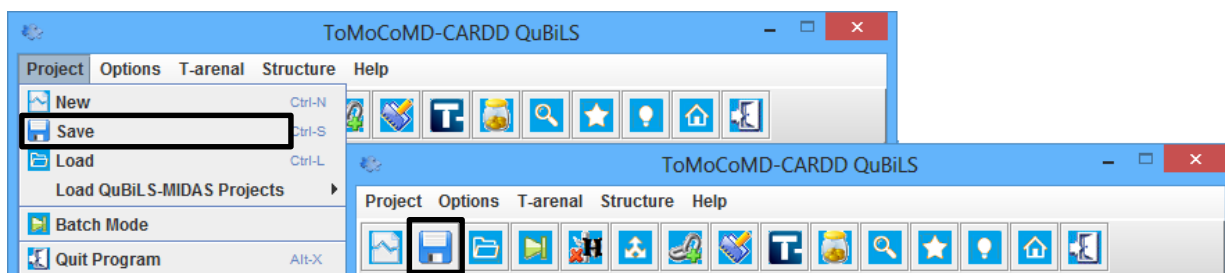 ToMoCoMD-CARDD QuBiLS
Project Options T-arenal Structure Help
New Ctrl-N
Save Ctrl-S
Load Ctrl-L
Load QuBiLS-MIDAS Projects
Batch Mode
Quit Program Alt-X
ToMoCoMD-CARDD QuBiLS
Project Options T-arenal Structure Help